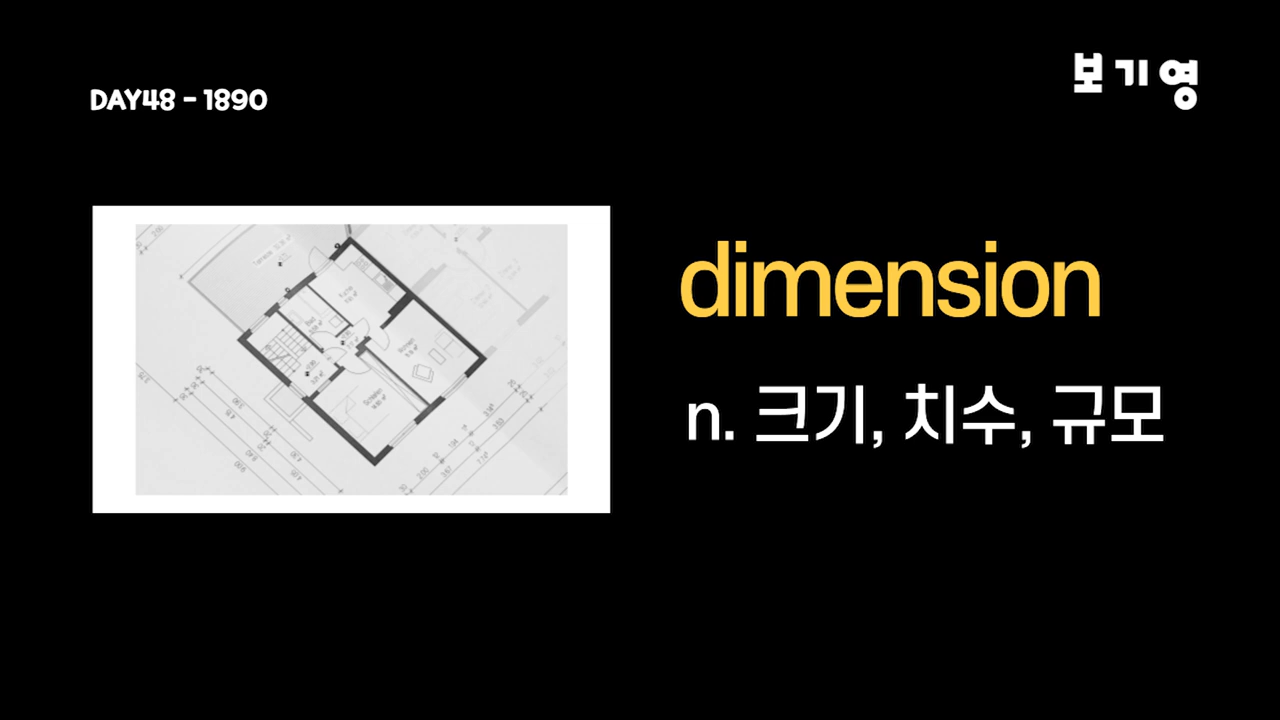 보기영
DAY48 - 1890
dimension
n. 크기, 치수, 규모